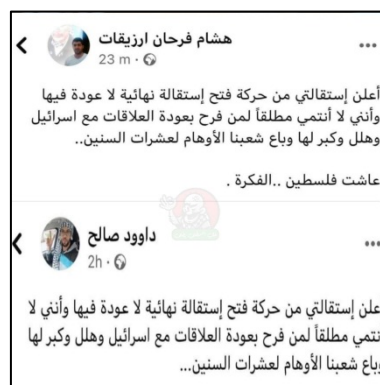 هشام فرحان ارزيقات
23 m ·
أعلن إستقالتي من حركة فتح إستقالة نهائية لا عودة فيها
وأنني لا أنتمي مطلقاً لمن فرح بعودة العلاقات مع اسرائيل
وهلل وكبر لها وباع شعبنا الأوهام لعشرات السنين..
عاشت فلسطين ..الفكرة .
داوود صالح
2h ·
علن إستقالتي من حركة فتح إستقالة نهائية لا عودة فيها وأنني لا
نتمي مطلقاً لمن فرح بعودة العلاقات مع اسرائيل وهلل وكبر لها
وباع شعبنا الأوهام لعشرات السنين...